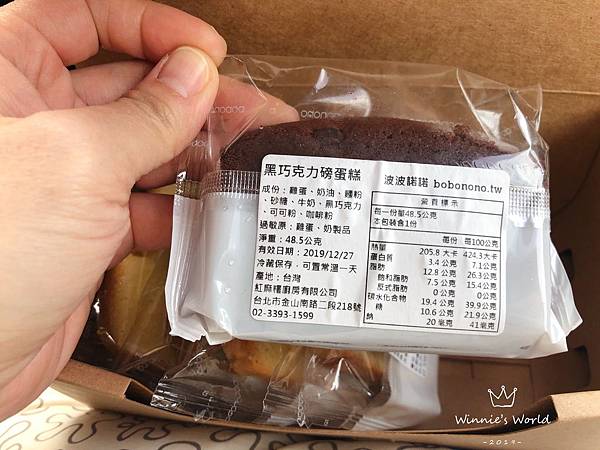 黑巧克力磅蛋糕
波波諾諾 bobonono.tw
成份：雞蛋、奶油、麵粉
、砂糖、牛奶、黑巧克力
、可可粉、咖啡粉
過敏原：雞蛋、奶製品
淨重：48.5公克
有效日期：2019/12/27
冷藏保存，可置常溫一天
產地：台灣
紅麻糬廚房有限公司
台北市金山南路二段218號
02-3393-1599
營養標示
每一份量48.5公克
本包裝含1份
每份 每100公克
熱量 205.8 大卡 424.3大卡
蛋白質 3.4 公克 7.1公克
脂肪 12.8 公克 26.3公克
飽和脂肪 7.5 公克 15.4公克
反式脂肪 0公克 0公克
碳水化合物 19.4 公克 39.9公克
糖 10.6 公克 21.9公克
鈉 20 毫克 41毫克
Winnie's World
-2019-